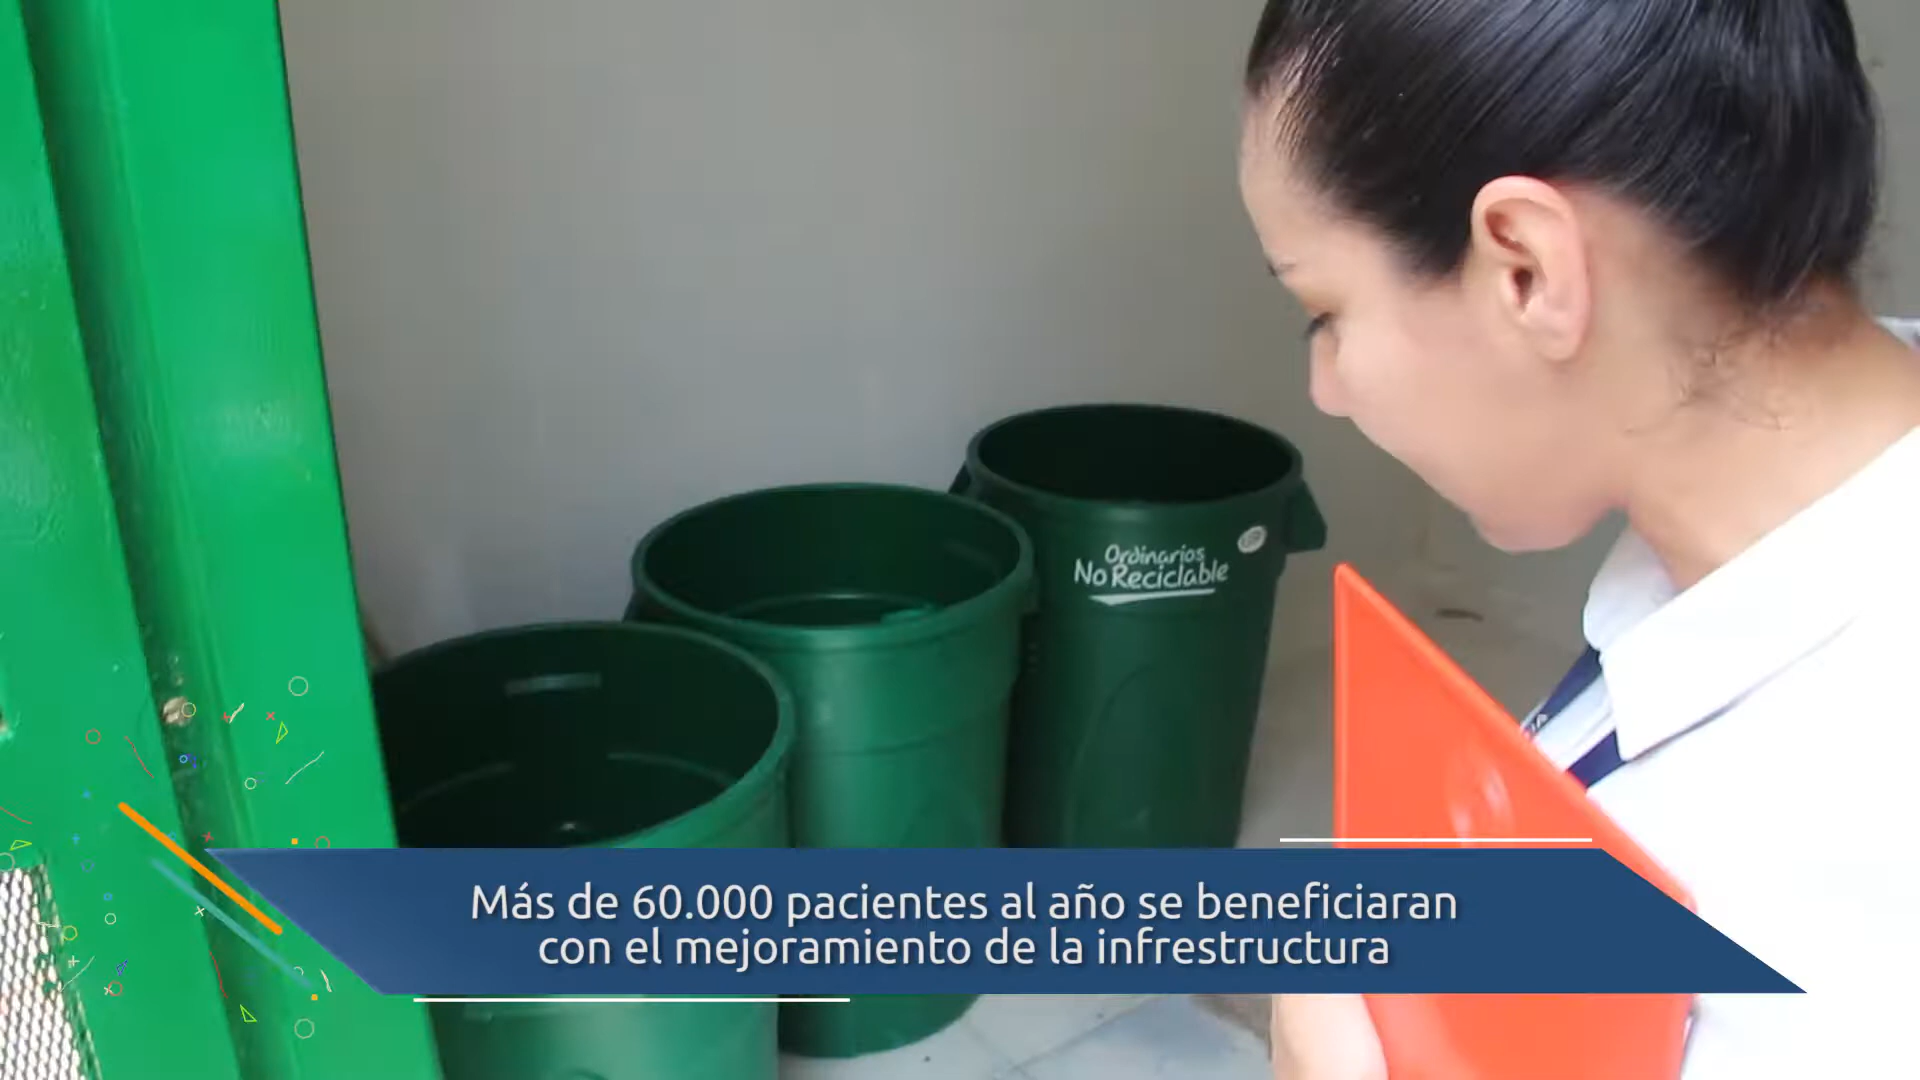 Ordinarios
No Reciclable
Más de 60.000 pacientes al año se beneficiaran
con el mejoramiento de la infrestructura